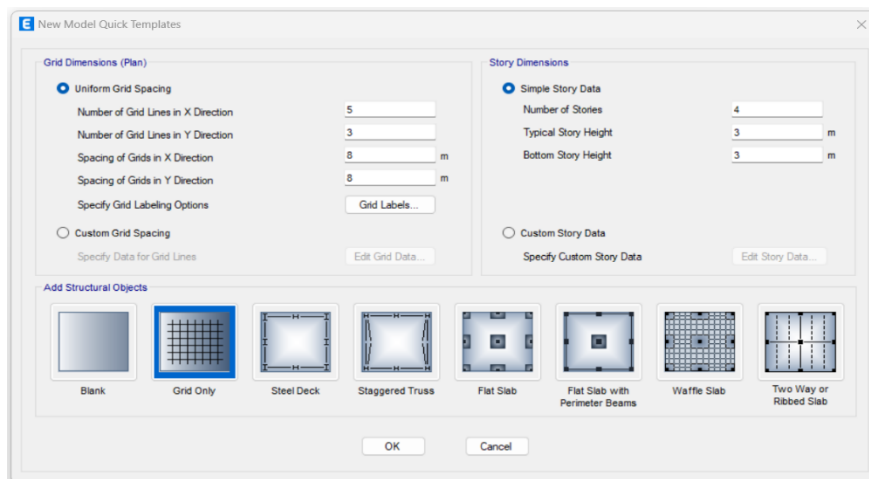 E New Model Quick Templates
Grid Dimensions (Plan)
Uniform Grid Spacing
Number of Grid Lines in X Direction 5
Number of Grid Lines in Y Direction 3
Spacing of Grids in X Direction 8 m
Spacing of Grids in Y Direction 8 m
Specify Grid Labeling Options Grid Labels...
Custom Grid Spacing
Specify Data for Grid Lines Edit Grid Data...
Story Dimensions
Simple Story Data
Number of Stories 4
Typical Story Height 3 m
Bottom Story Height 3 m
Custom Story Data
Specify Custom Story Data Edit Story Data...
Add Structural Objects
Blank
Grid Only
Steel Deck
Staggered Truss
Flat Slab
Flat Slab with
Perimeter Beams
Waffle Slab
Two Way or
Ribbed Slab
OK Cancel